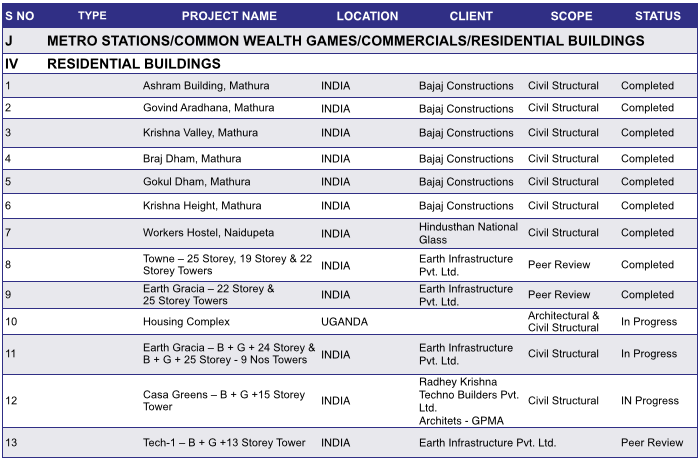 S NO TYPE PROJECT NAME LOCATION CLIENT SCOPE STATUS
J METRO STATIONS/COMMON WEALTH GAMES/COMMERCIALS/RESIDENTIAL BUILDINGS
IV RESIDENTIAL BUILDINGS
1 Ashram Building, Mathura INDIA Bajaj Constructions Civil Structural Completed
2 Govind Aradhana, Mathura INDIA Bajaj Constructions Civil Structural Completed
3 Krishna Valley, Mathura INDIA Bajaj Constructions Civil Structural Completed
4 Braj Dham, Mathura INDIA Bajaj Constructions Civil Structural Completed
5 Gokul Dham, Mathura INDIA Bajaj Constructions Civil Structural Completed
6 Krishna Height, Mathura INDIA Bajaj Constructions Civil Structural Completed
7 Workers Hostel, Naidupeta INDIA Hindusthan National
Glass Civil Structural Completed
8 Towne – 25 Storey, 19 Storey & 22
Storey Towers INDIA Earth Infrastructure
Pvt. Ltd. Peer Review Completed
9 Earth Gracia – 22 Storey &
25 Storey Towers INDIA Earth Infrastructure
Pvt. Ltd. Peer Review Completed
10 Housing Complex UGANDA Architectural &
Civil Structural In Progress
11 Earth Gracia – B + G + 24 Storey &
B + G + 25 Storey - 9 Nos Towers INDIA Earth Infrastructure
Pvt. Ltd. Civil Structural In Progress
12 Casa Greens – B + G +15 Storey
Tower INDIA Radhey Krishna
Techno Builders Pvt.
Ltd.
Architets - GPMA Civil Structural IN Progress
13 Tech-1 – B + G +13 Storey Tower INDIA Earth Infrastructure Pvt. Ltd. Peer Review